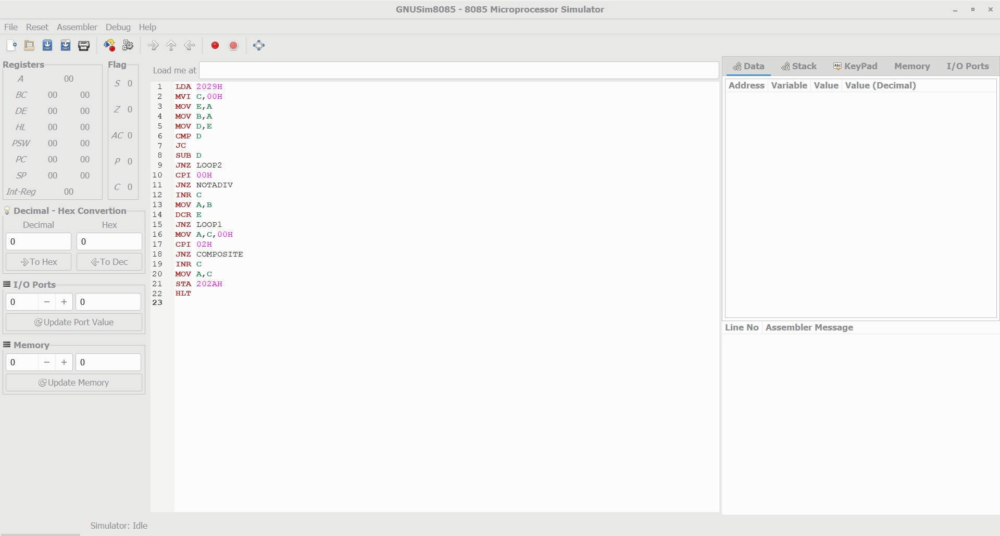 GNUSim8085 - 8085 Microprocessor Simulator
File Reset Assembler Debug Help
Registers
A 00
BC 00 00
DE 00 00
HL 00 00
PSW 00 00
PC 00 00
SP 00 00
Int-Reg 00
Flag
S 0
Z 0
AC 0
P 0
C 0
Decimal - Hex Convertion
Decimal Hex
0 0
To Hex To Dec
I/O Ports
0 − + 0
Update Port Value
Memory
0 − + 0
Update Memory
Load me at
1 LDA 2029H
2 MVI C,00H
3 MOV E,A
4 MOV B,A
5 MOV D,E
6 CMP D
7 JC
8 SUB D
9 JNZ LOOP2
10 CPI 00H
11 JNZ NOTADIV
12 INR C
13 MOV A,B
14 DCR E
15 JNZ LOOP1
16 MOV A,C,00H
17 CPI 02H
18 JNZ COMPOSITE
19 INR C
20 MOV A,C
21 STA 202AH
22 HLT
23
Data Stack Abc KeyPad Memory I/O Ports
Address Variable Value Value (Decimal)
Line No Assembler Message
Simulator: Idle